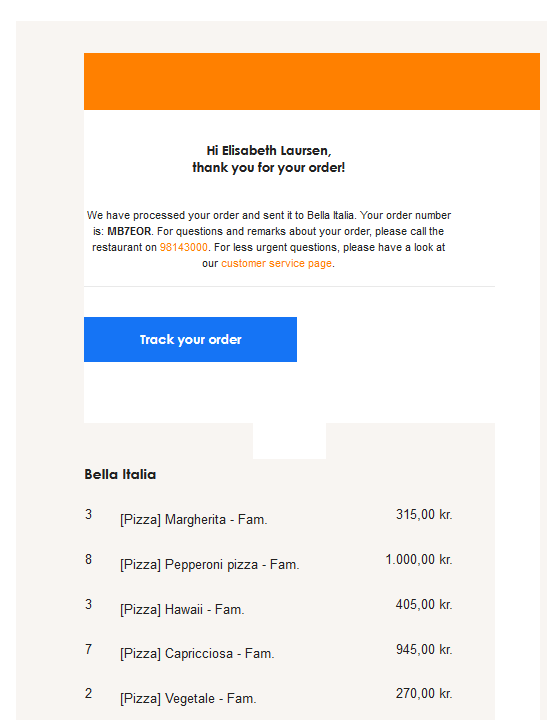 Hi Elisabeth Laursen,
thank you for your order!
We have processed your order and sent it to Bella Italia. Your order number
is: MB7EOR. For questions and remarks about your order, please call the
restaurant on 98143000. For less urgent questions, please have a look at
our customer service page.
Track your order
Bella Italia
3 [Pizza] Margherita - Fam. 315,00 kr.
8 [Pizza] Pepperoni pizza - Fam. 1.000,00 kr.
3 [Pizza] Hawaii - Fam. 405,00 kr.
7 [Pizza] Capricciosa - Fam. 945,00 kr.
2 [Pizza] Vegetale - Fam. 270,00 kr.